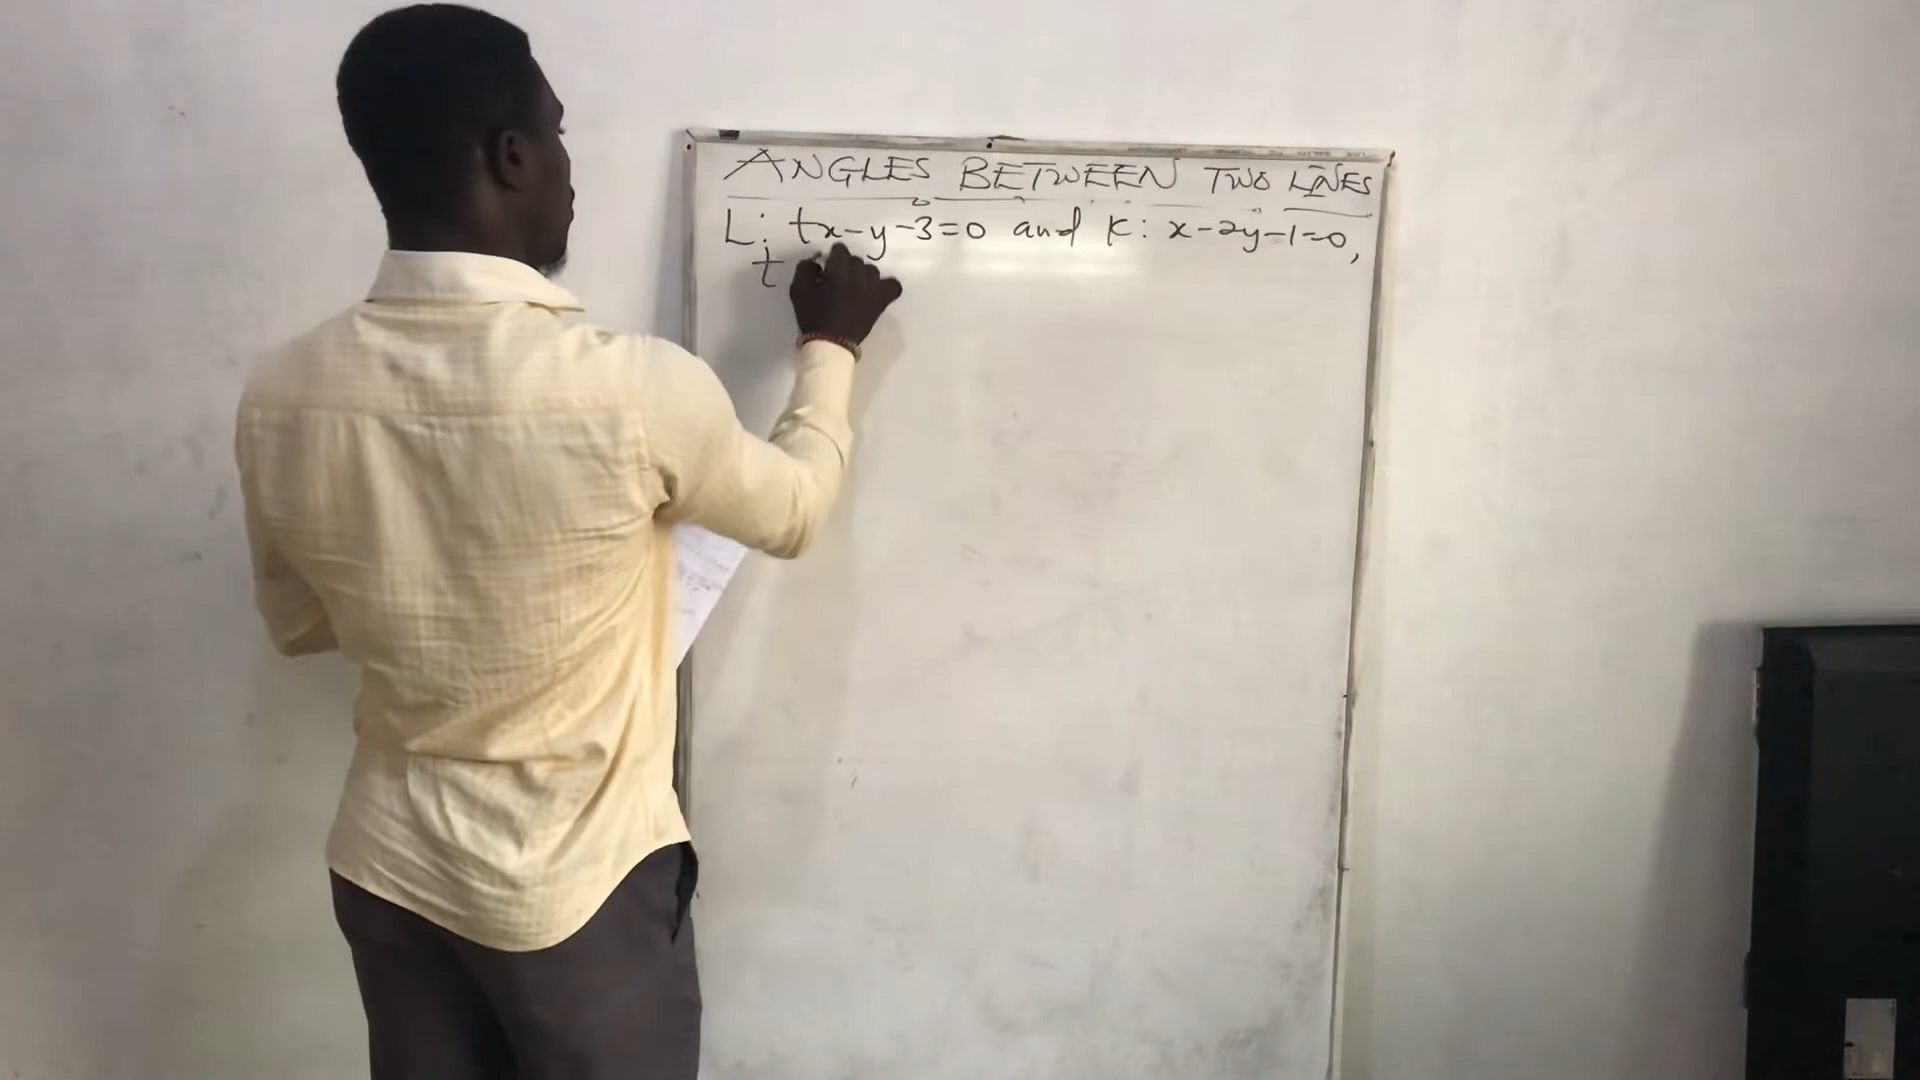 ANGLES BETWEEN TWO LINES
L: tx-y-3=0 and K: x-2y-1=0,
t